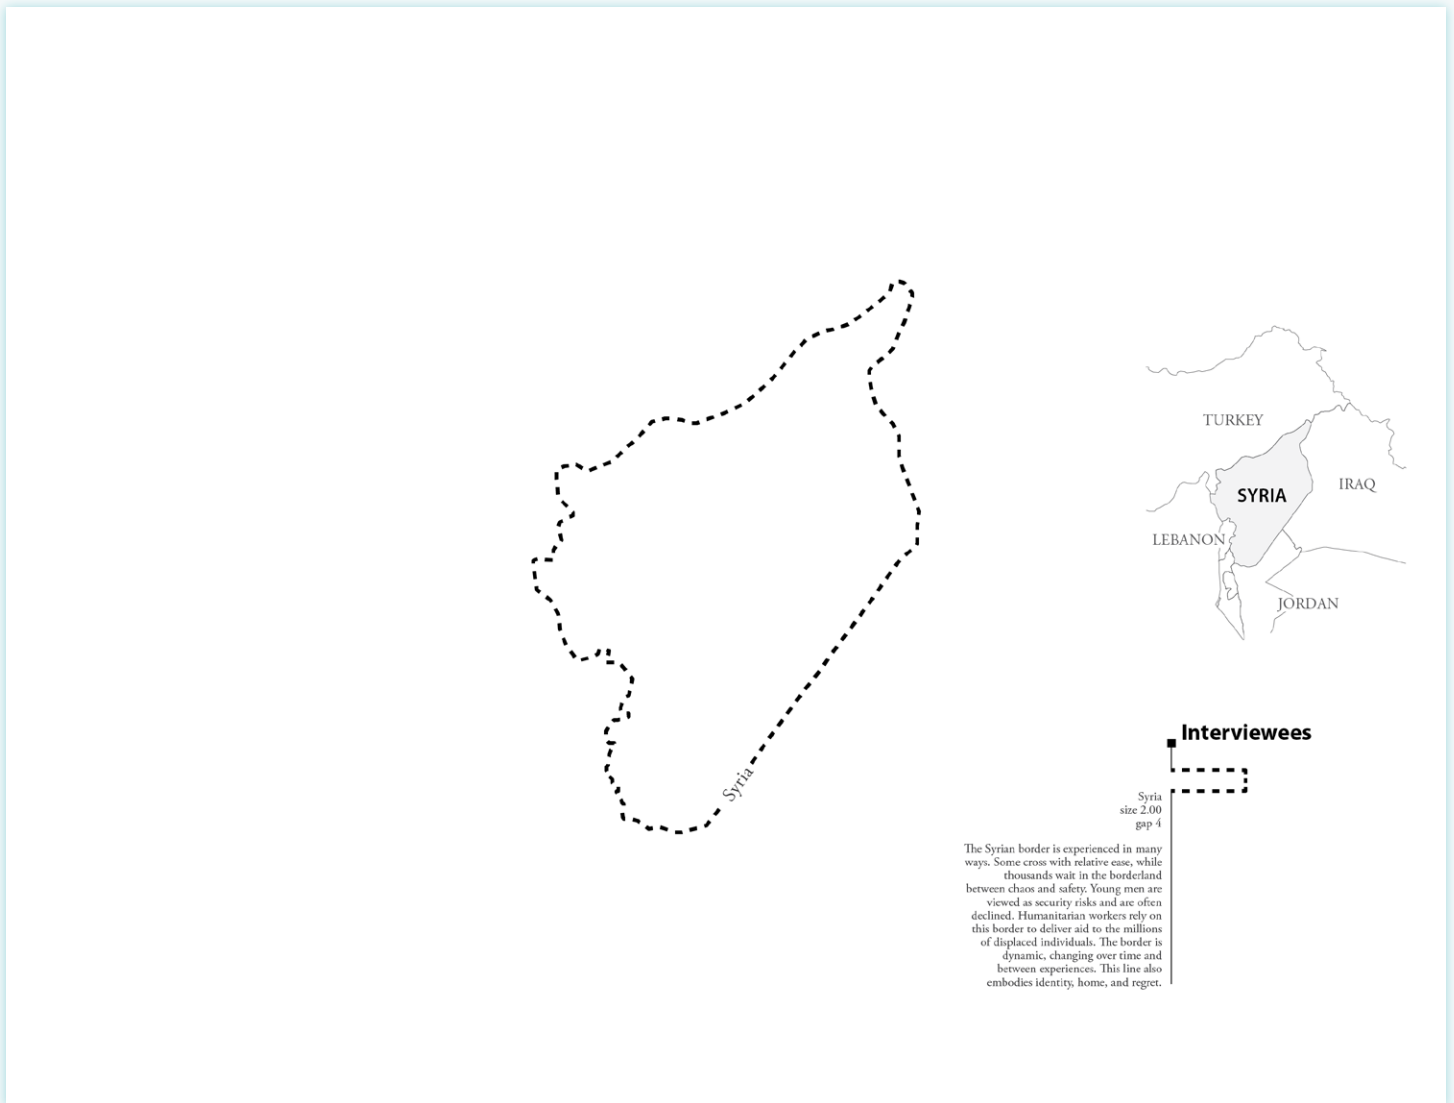 TURKEY
SYRIA
IRAQ
LEBANON
JORDAN
Syria
Interviewees
Syria
size 2.00
gap 4
The Syrian border is experienced in many
ways. Some cross with relative ease, while
thousands wait in the borderland
between chaos and safety. Young men are
viewed as security risks and are often
declined. Humanitarian workers rely on
this border to deliver aid to the millions
of displaced individuals. The border is
dynamic, changing over time and
between experiences. This line also
embodies identity, home, and regret.